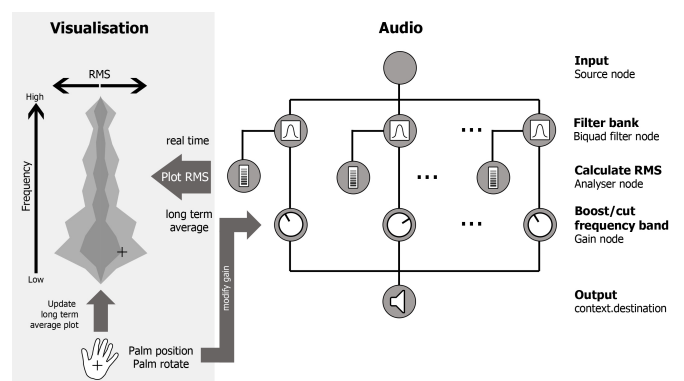 Visualisation
Audio
RMS
High
Frequency
Low
real time
Plot RMS
long term
average
Update
long term
average plot
Palm position
Palm rotate
modify gain
...
...
...
Input
Source node
Filter bank
Biquad filter node
Calculate RMS
Analyser node
Boost/cut
frequency band
Gain node
Output
context.destination